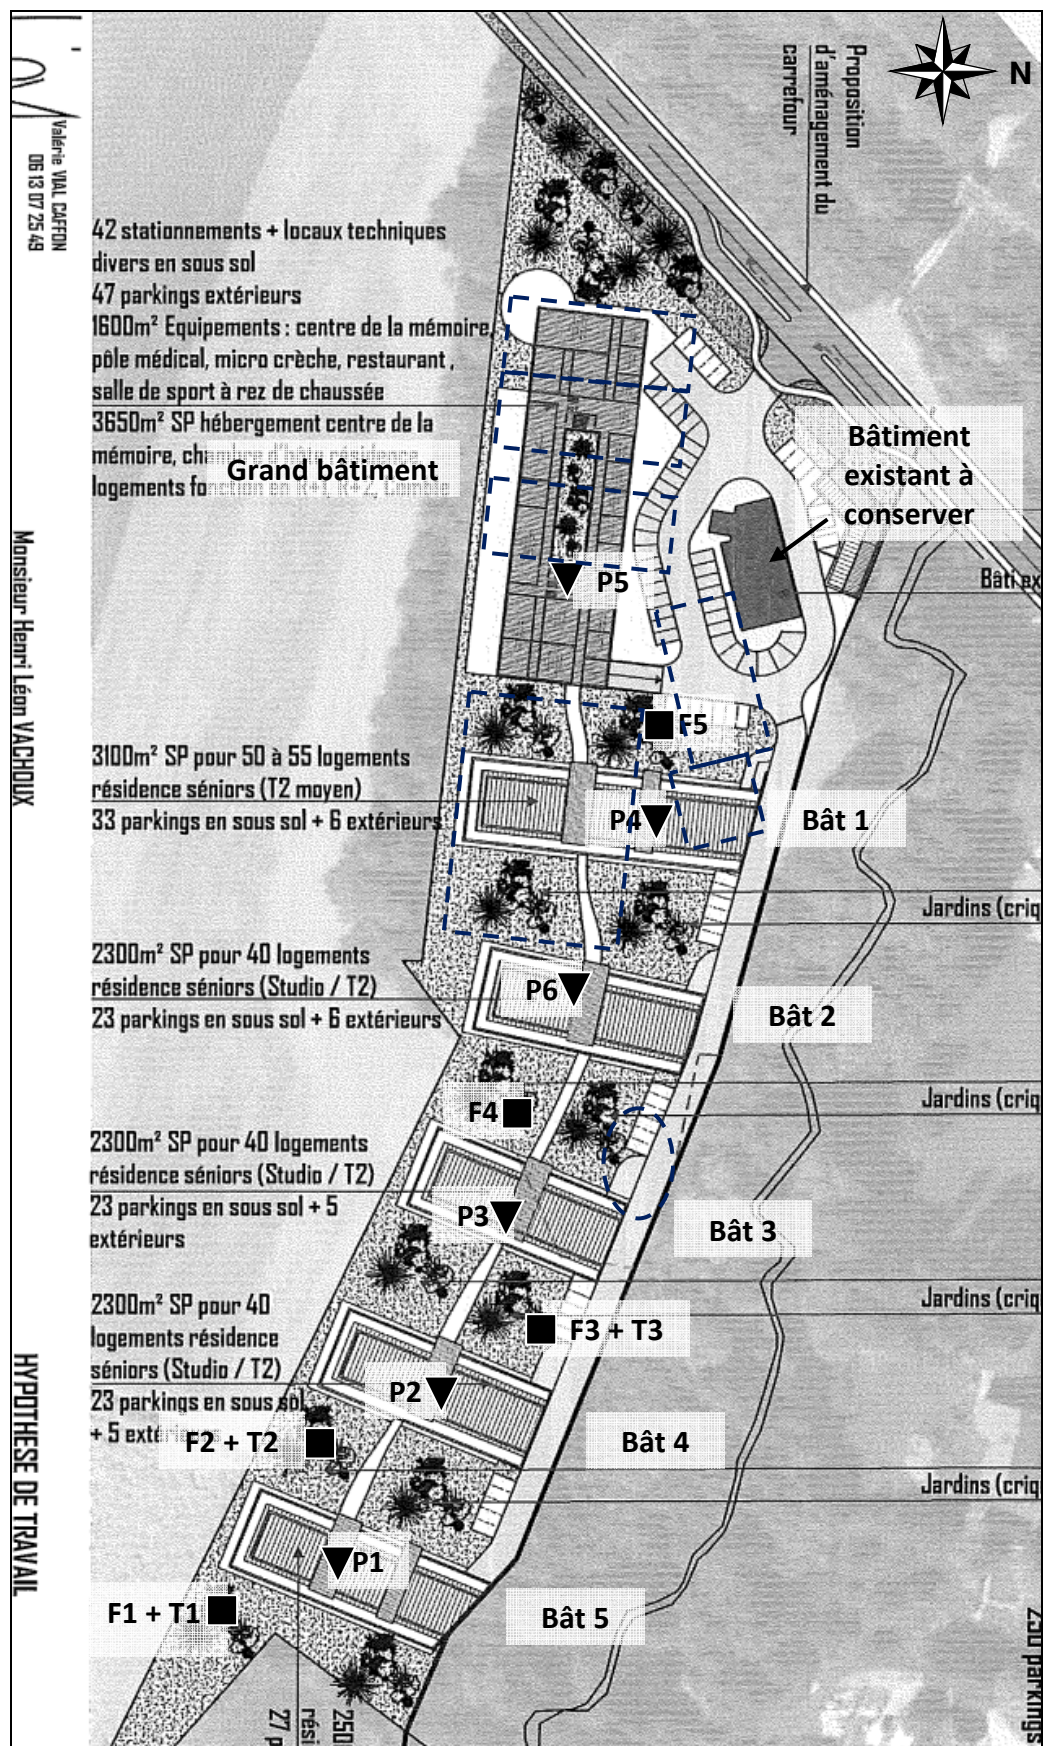 N
Proposition
d'aménagement du
carrefour
Valérie VIAL CAFFON
06 13 07 25 49
42 stationnements + locaux techniques
divers en sous sol
47 parkings extérieurs
1600m² Equipements : centre de la mémoire,
pôle médical, micro crèche, restaurant ,
salle de sport à rez de chaussée
3650m² SP hébergement centre de la
mémoire,
logements
Grand bâtiment
Bâtiment
existant à
conserver
Bâti ex
P5
Monsieur Henri Léon VACHOUX
F5
3100m² SP pour 50 à 55 logements
résidence séniors (T2 moyen)
33 parkings en sous sol + 6 extérieurs
P4
Bât 1
Jardins (criq
2300m² SP pour 40 logements
résidence séniors (Studio / T2)
23 parkings en sous sol + 6 extérieurs
P6
Bât 2
Jardins (criq
F4
2300m² SP pour 40 logements
résidence séniors (Studio / T2)
23 parkings en sous sol + 5
extérieurs
P3
Bât 3
Jardins (criq
2300m² SP pour 40
logements résidence
séniors (Studio / T2)
23 parkings en sous sol
+ 5
F3 + T3
P2
F2 + T2
Bât 4
Jardins (criq
HYPOTHESE DE TRAVAIL
P1
F1 + T1
Bât 5
250
rési
27 p
250 parkings